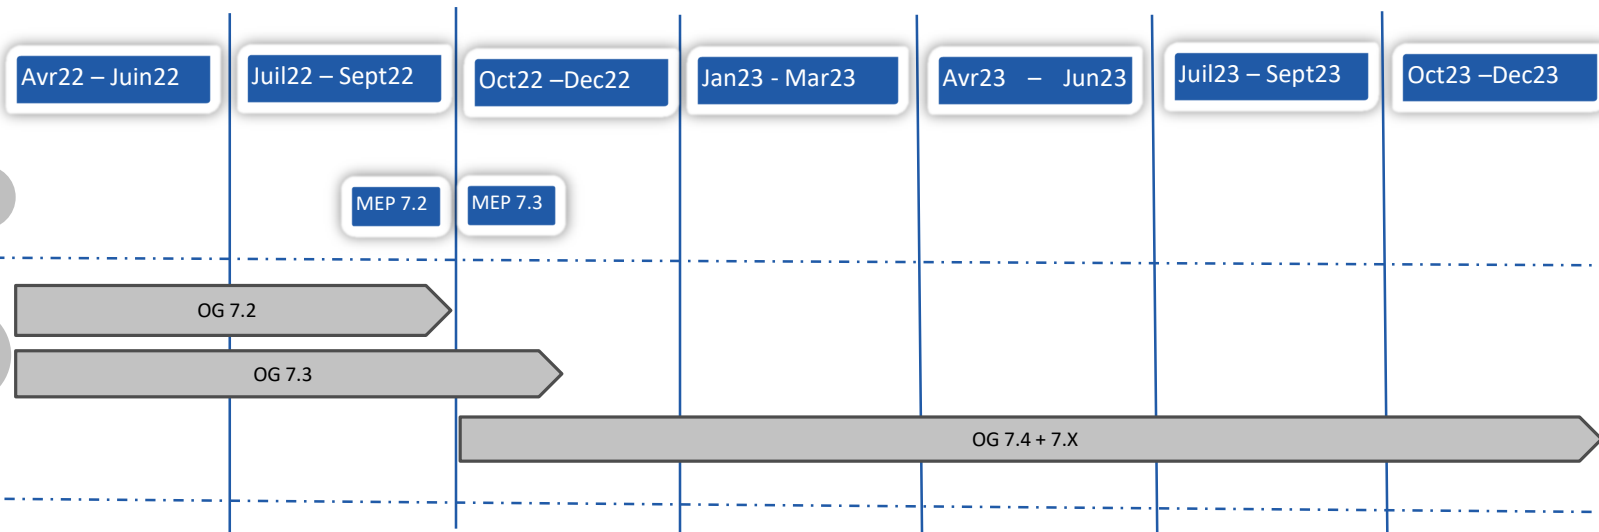 Avr22 – Juin22
Juil22 – Sept22
Oct22 –Dec22
Jan23 - Mar23
Avr23 – Jun23
Juil23 – Sept23
Oct23 –Dec23
MEP 7.2
MEP 7.3
OG 7.2
OG 7.3
OG 7.4 + 7.X